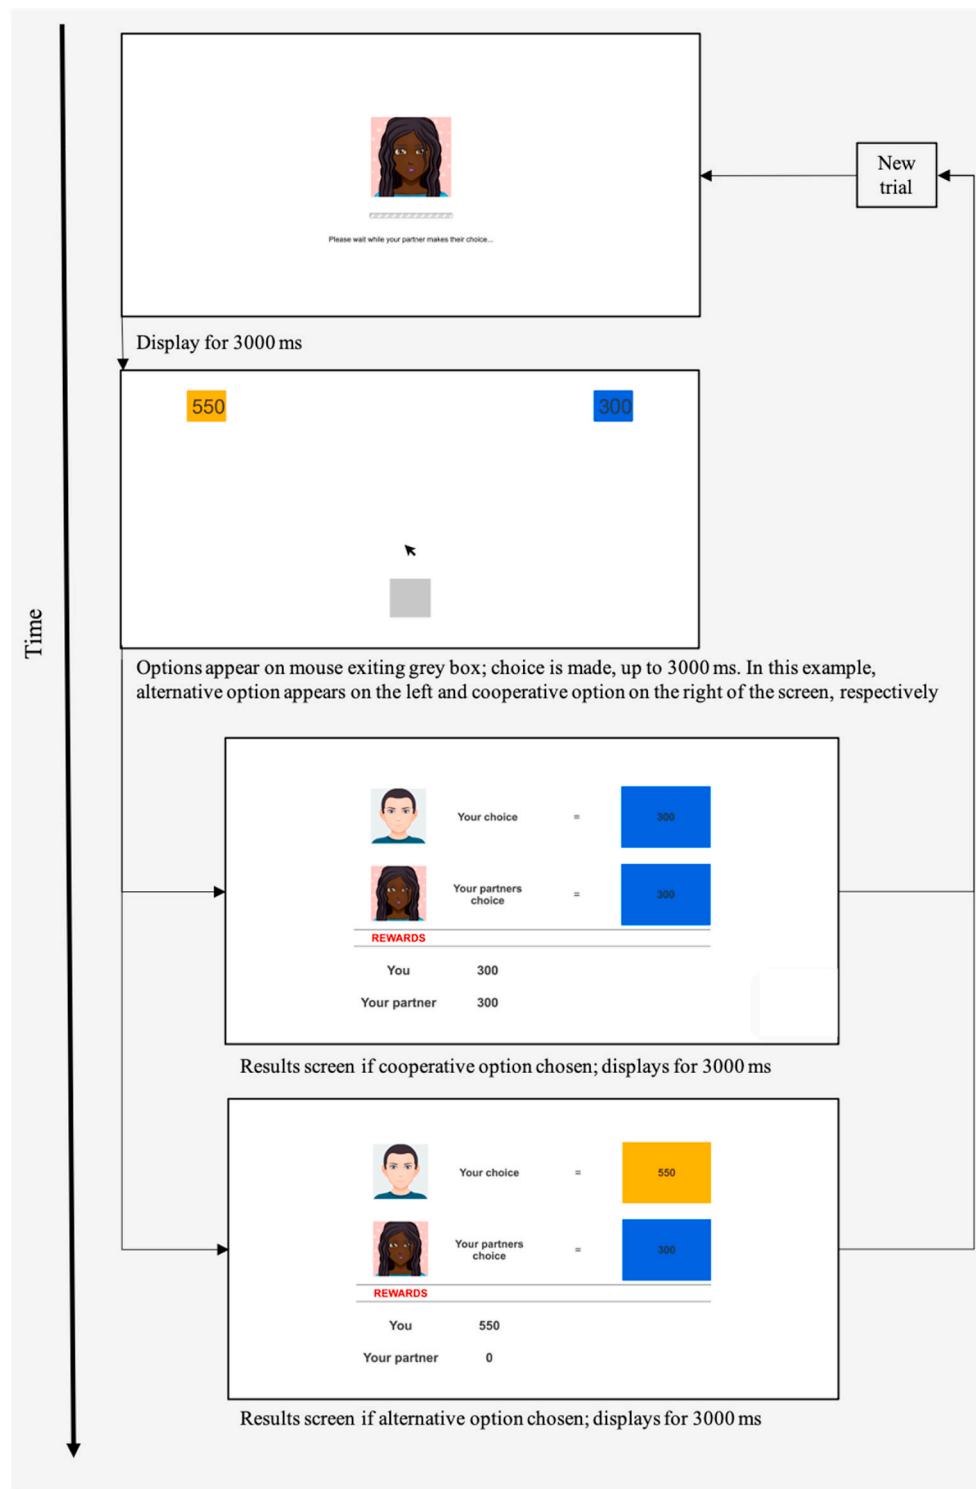 New
trial
Please wait while your partner makes their choice...
Display for 3000 ms
550
300
Time
Options appear on mouse exiting grey box; choice is made, up to 3000 ms. In this example,
alternative option appears on the left and cooperative option on the right of the screen, respectively
Your choice = 300
Your partners
choice = 300
REWARDS
You 300
Your partner 300
Results screen if cooperative option chosen; displays for 3000 ms
Your choice = 550
Your partners
choice = 300
REWARDS
You 550
Your partner 0
Results screen if alternative option chosen; displays for 3000 ms